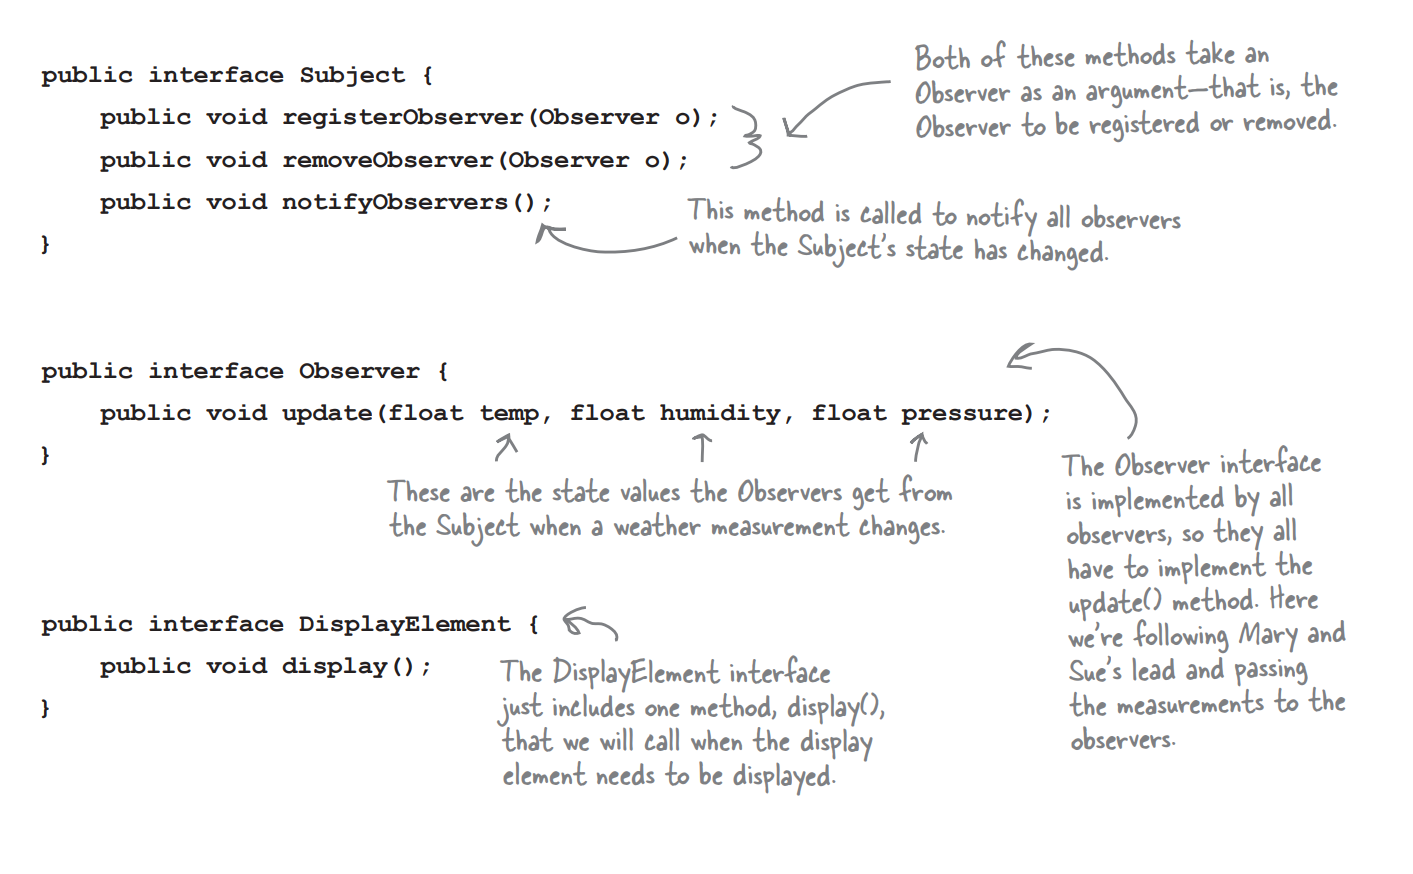 public interface Subject {
public void registerObserver(Observer o);
public void removeObserver(Observer o);
public void notifyObservers();
}
Both of these methods take an
Observer as an argument—that is, the
Observer to be registered or removed.
This method is called to notify all observers
when the Subject's state has changed.
public interface Observer {
public void update(float temp, float humidity, float pressure);
}
These are the state values the Observers get from
the Subject when a weather measurement changes.
The Observer interface
is implemented by all
observers, so they all
have to implement the
update() method. Here
we're following Mary and
Sue's lead and passing
the measurements to the
observers.
public interface DisplayElement {
public void display();
}
The DisplayElement interface
just includes one method, display(),
that we will call when the display
element needs to be displayed.